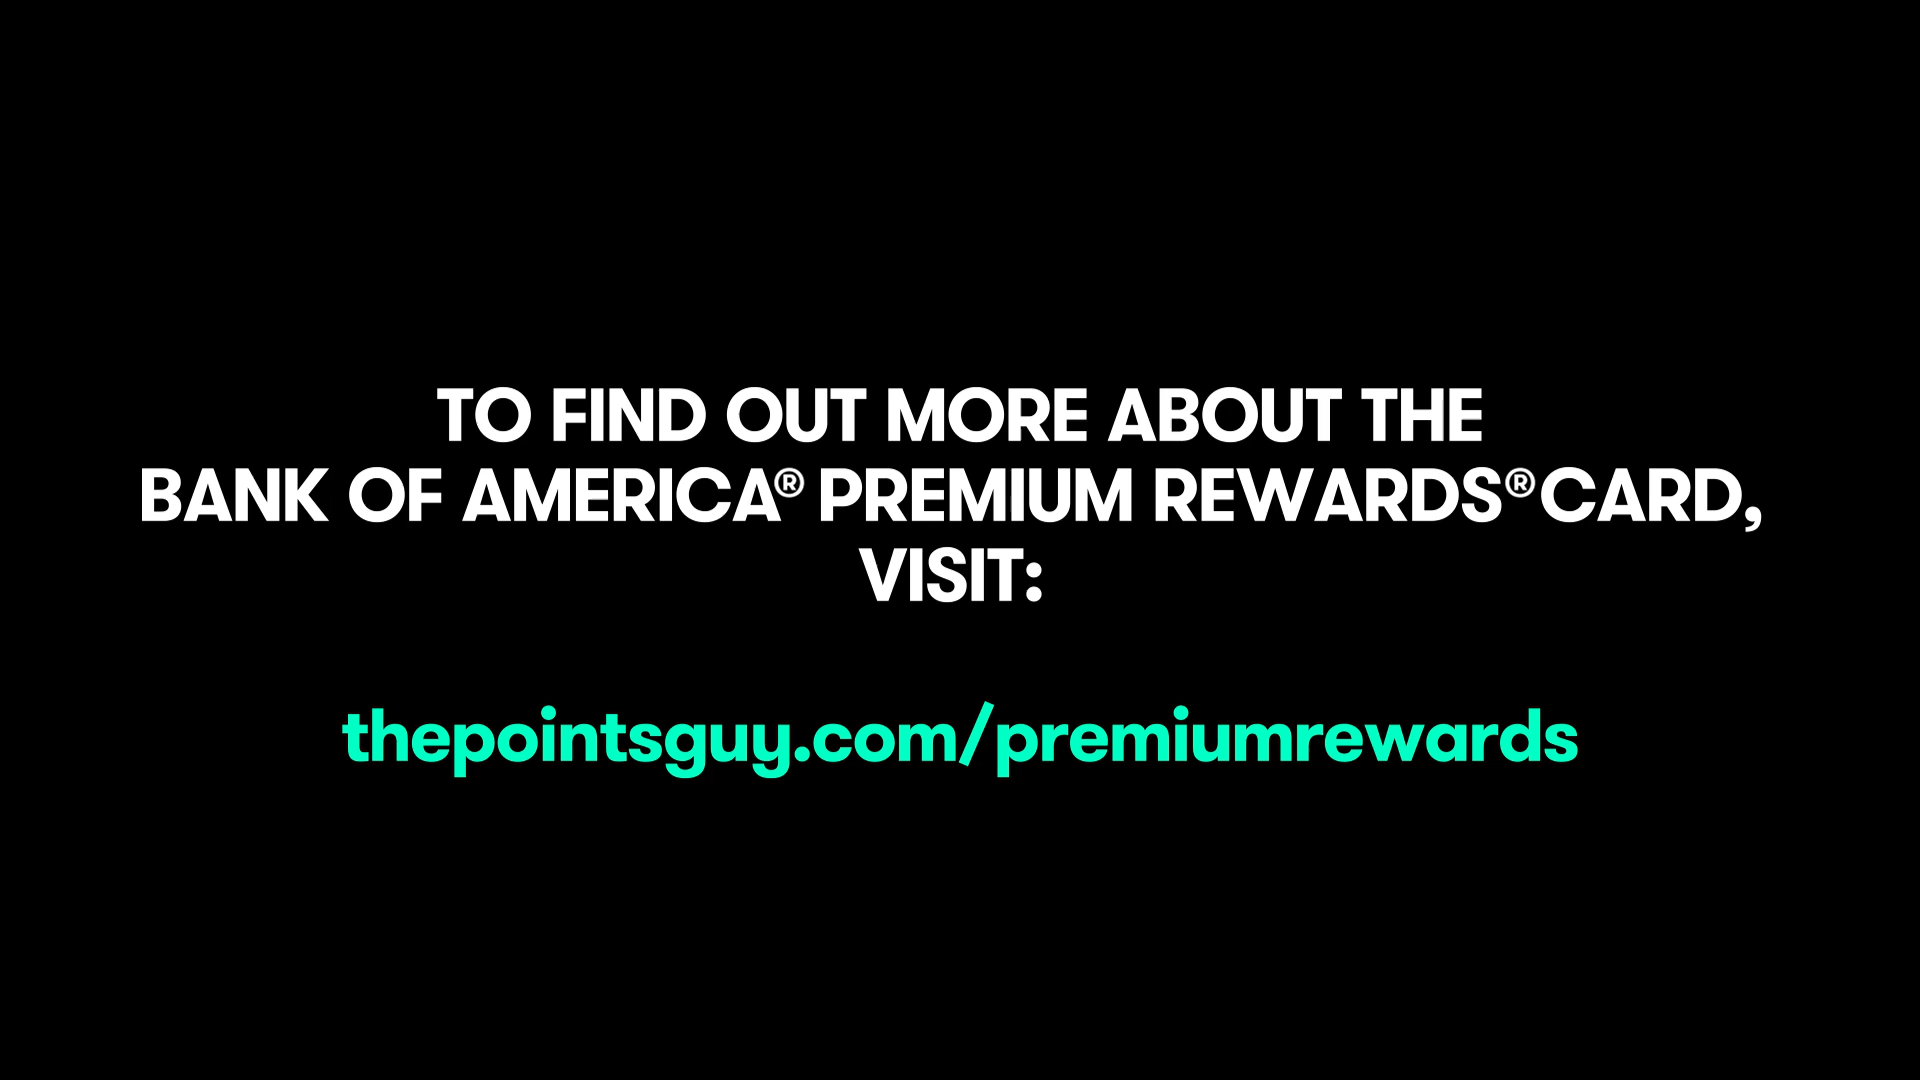 TO FIND OUT MORE ABOUT THE
BANK OF AMERICA® PREMIUM REWARDS® CARD,
VISIT:
thepointsguy.com/premiumrewards